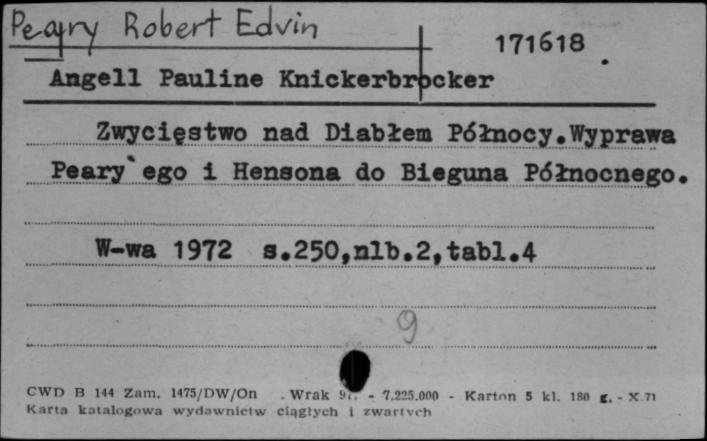 Peary Robert Edvin
171618
Angell Pauline Knickerbrocker
Zwycięstwo nad Diabłem Północy.Wyprawa
Peary`ego i Hensona do Bieguna Północnego.
W-wa 1972 s.250,nlb.2,tabl.4
9
CWD B 144 Zam. 1475/DW/On . Wrak - 7.225.000 - Karton 5 kl. 180 g. - X.71
Karta katalogowa wydawnictw ciągłych i zwartych